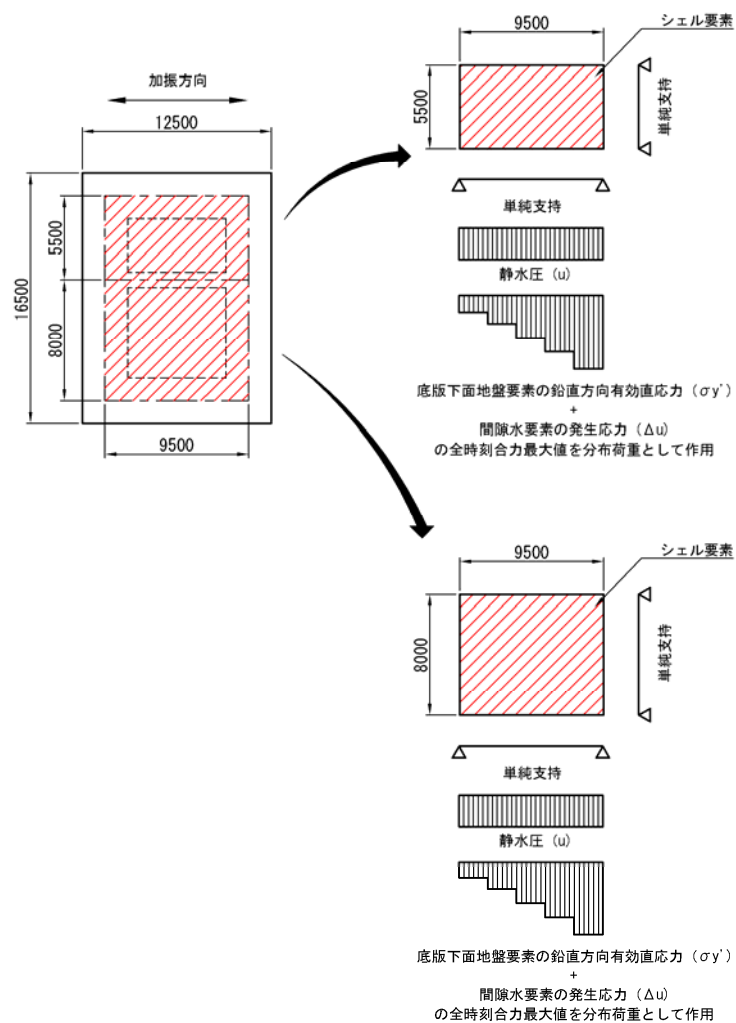 加振方向
12500
16500
5500
8000
9500
9500
シェル要素
5500
単純支持
単純支持
静水圧（u）
底版下面地盤要素の鉛直方向有効直応力（σy'）
+
間隙水要素の発生応力（Δu）
の全時刻合力最大値を分布荷重として作用
9500
シェル要素
8000
単純支持
単純支持
静水圧（u）
底版下面地盤要素の鉛直方向有効直応力（σy'）
+
間隙水要素の発生応力（Δu）
の全時刻合力最大値を分布荷重として作用